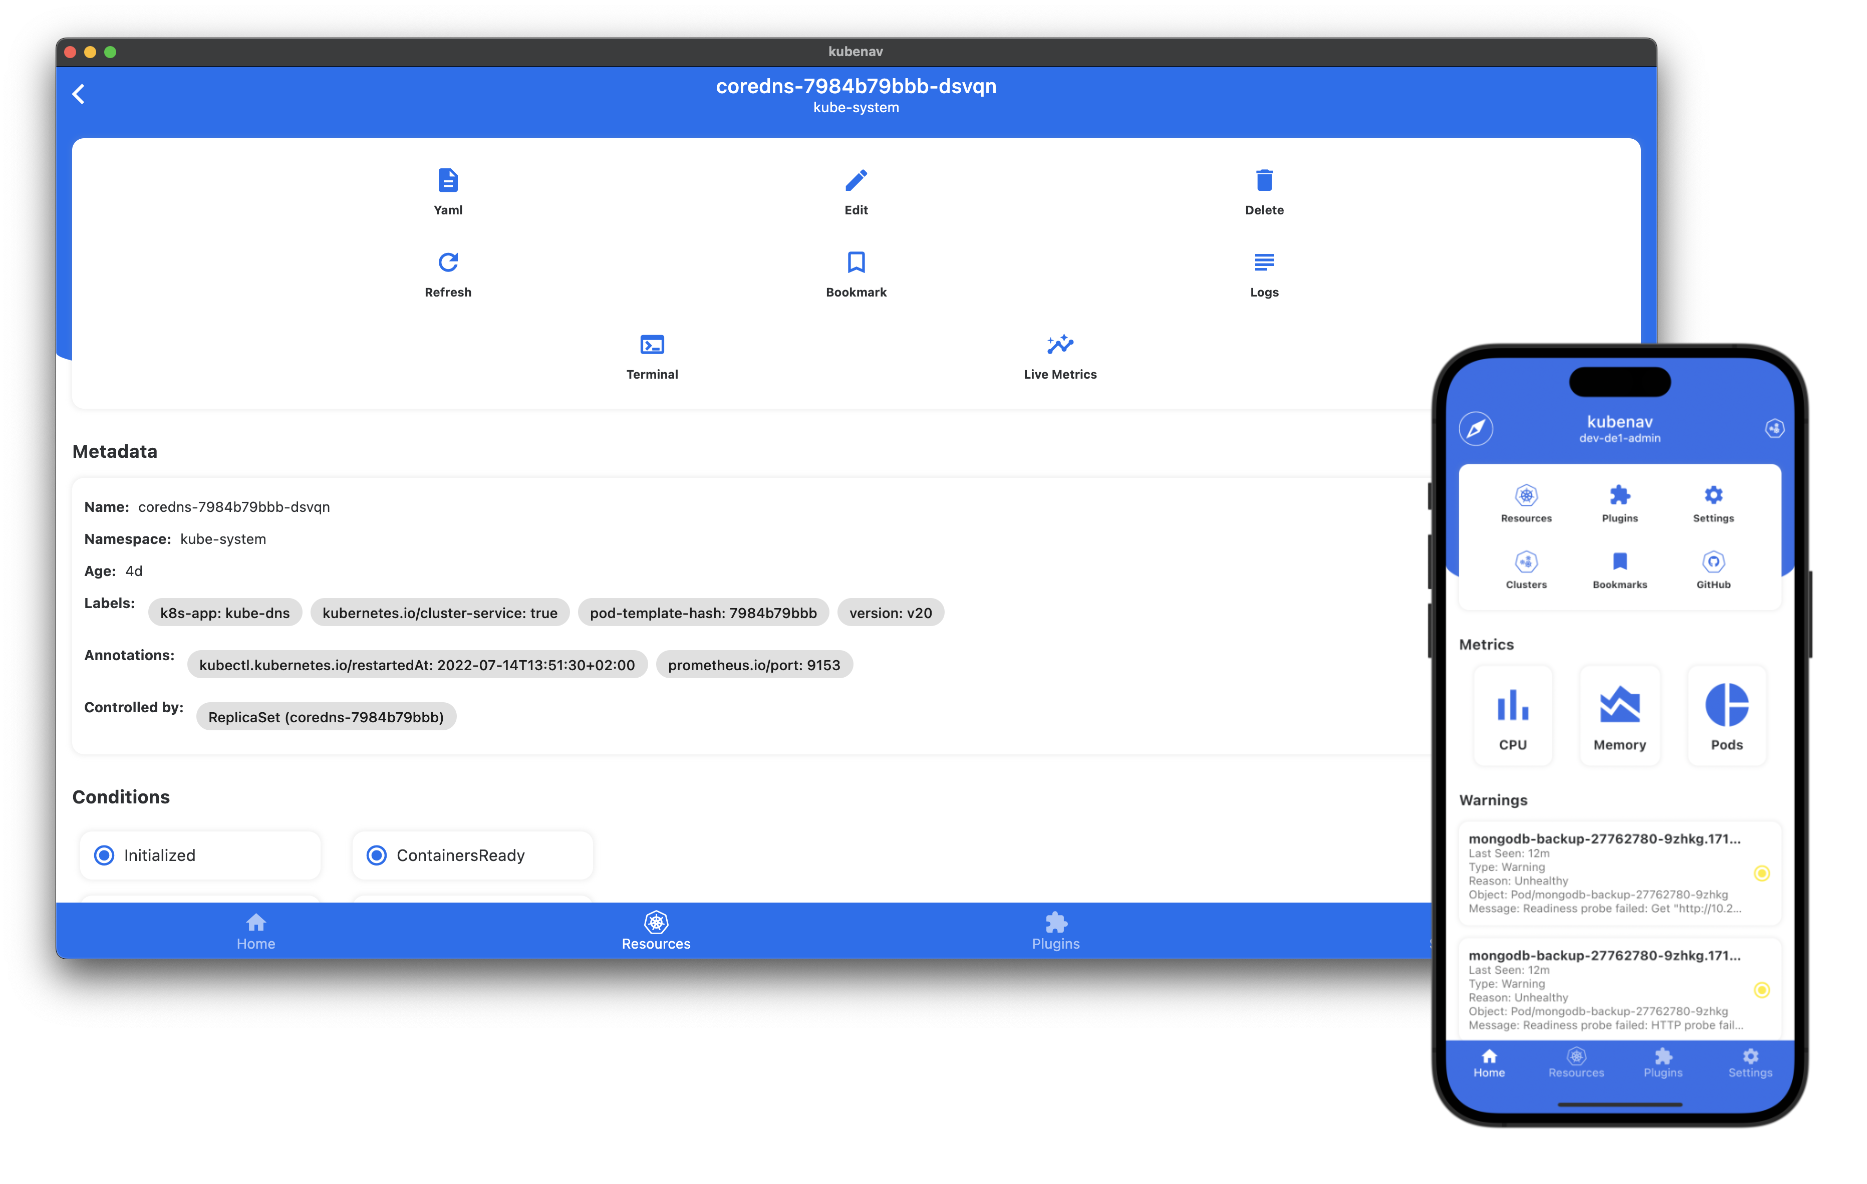 kubenav
coredns-7984b79bbb-dsvqn
kube-system
Yaml
Edit
Delete
Refresh
Bookmark
Logs
Terminal
Live Metrics
Metadata
Name: coredns-7984b79bbb-dsvqn
Namespace: kube-system
Age: 4d
Labels: k8s-app: kube-dns kubernetes.io/cluster-service: true pod-template-hash: 7984b79bbb version: v20
Annotations: kubectl.kubernetes.io/restartedAt: 2022-07-14T13:51:30+02:00 prometheus.io/port: 9153
Controlled by: ReplicaSet (coredns-7984b79bbb)
Conditions
Initialized
ContainersReady
Home
Resources
Plugins
kubenav
dev-de1-admin
Resources
Plugins
Settings
Clusters
Bookmarks
GitHub
Metrics
CPU
Memory
Pods
Warnings
mongodb-backup-27762780-9zhkg.171...
Last Seen: 12m
Type: Warning
Reason: Unhealthy
Object: Pod/mongodb-backup-27762780-9zhkg
Message: Readiness probe failed: Get "http://10.2...
mongodb-backup-27762780-9zhkg.171...
Last Seen: 12m
Type: Warning
Reason: Unhealthy
Object: Pod/mongodb-backup-27762780-9zhkg
Message: Readiness probe failed: HTTP probe fail...
Home
Resources
Plugins
Settings